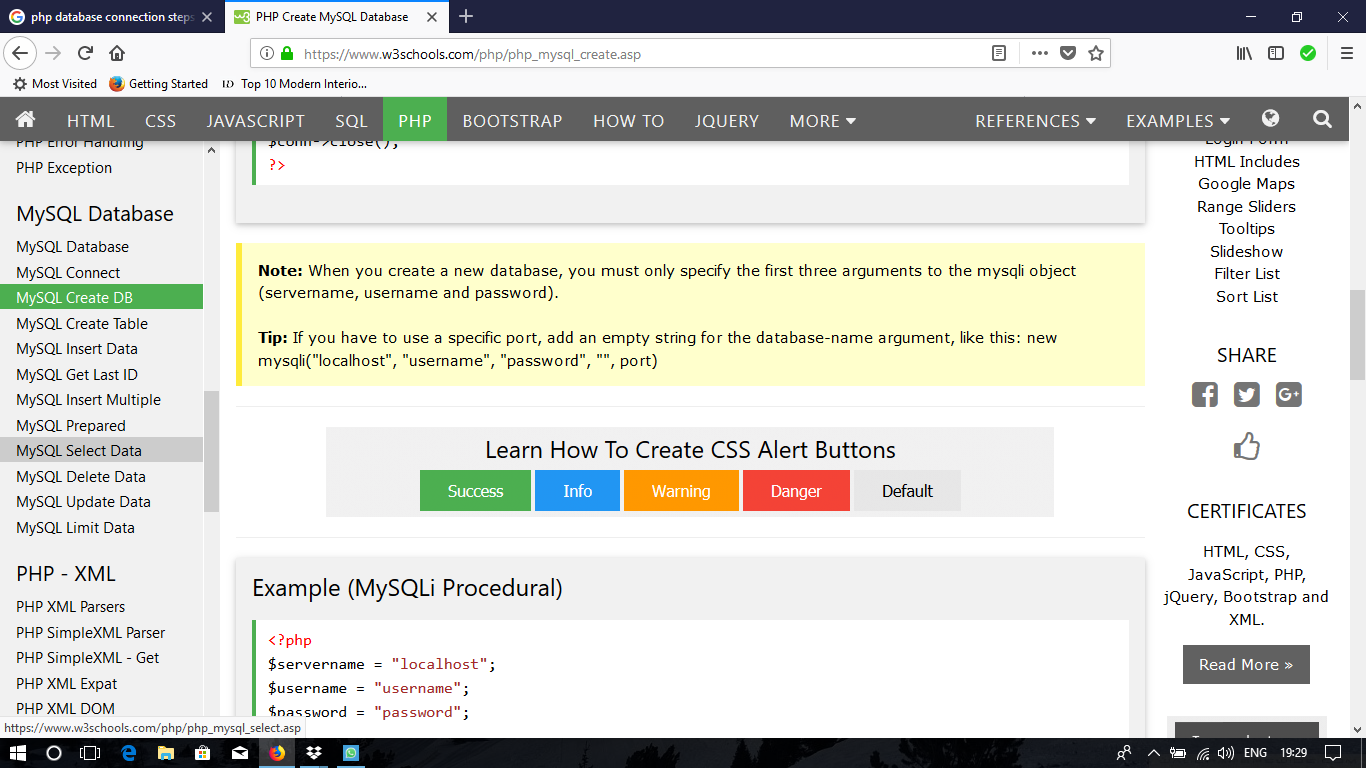 php database connection steps
PHP Create MySQL Database
https://www.w3schools.com/php/php_mysql_create.asp
Most Visited
Getting Started
Top 10 Modern Interio...
HTML
CSS
JAVASCRIPT
SQL
PHP
BOOTSTRAP
HOW TO
JQUERY
MORE
REFERENCES
EXAMPLES
PHP Error Handling
PHP Exception
MySQL Database
MySQL Database
MySQL Connect
MySQL Create DB
MySQL Create Table
MySQL Insert Data
MySQL Get Last ID
MySQL Insert Multiple
MySQL Prepared
MySQL Select Data
MySQL Delete Data
MySQL Update Data
MySQL Limit Data
PHP - XML
PHP XML Parsers
PHP SimpleXML Parser
PHP SimpleXML - Get
PHP XML Expat
PHP XML DOM
https://www.w3schools.com/php/php_mysql_select.asp
$conn->close();
?>
Note: When you create a new database, you must only specify the first three arguments to the mysqli object
(servername, username and password).
Tip: If you have to use a specific port, add an empty string for the database-name argument, like this: new
mysqli("localhost", "username", "password", "", port)
Learn How To Create CSS Alert Buttons
Success
Info
Warning
Danger
Default
Example (MySQLi Procedural)
<?php
$servername = "localhost";
$username = "username";
$password = "password";
Login Form
HTML Includes
Google Maps
Range Sliders
Tooltips
Slideshow
Filter List
Sort List
SHARE
CERTIFICATES
HTML, CSS,
JavaScript, PHP,
jQuery, Bootstrap and
XML.
Read More »
ENG
19:29